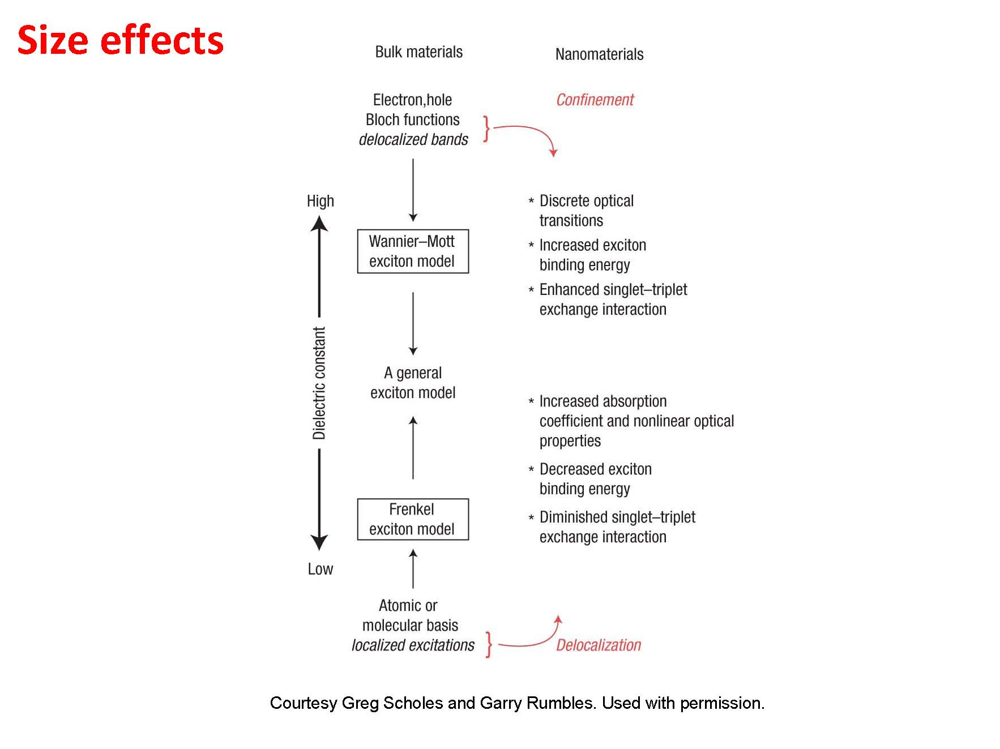 Size effects
Bulk materials
Nanomaterials
Electron,hole
Bloch functions
delocalized bands
Confinement
High
Dielectric constant
Low
Wannier–Mott
exciton model
A general
exciton model
Frenkel
exciton model
Atomic or
molecular basis
localized excitations
* Discrete optical
transitions
* Increased exciton
binding energy
* Enhanced singlet–triplet
exchange interaction
* Increased absorption
coefficient and nonlinear optical
properties
* Decreased exciton
binding energy
* Diminished singlet–triplet
exchange interaction
Delocalization
Courtesy Greg Scholes and Garry Rumbles. Used with permission.